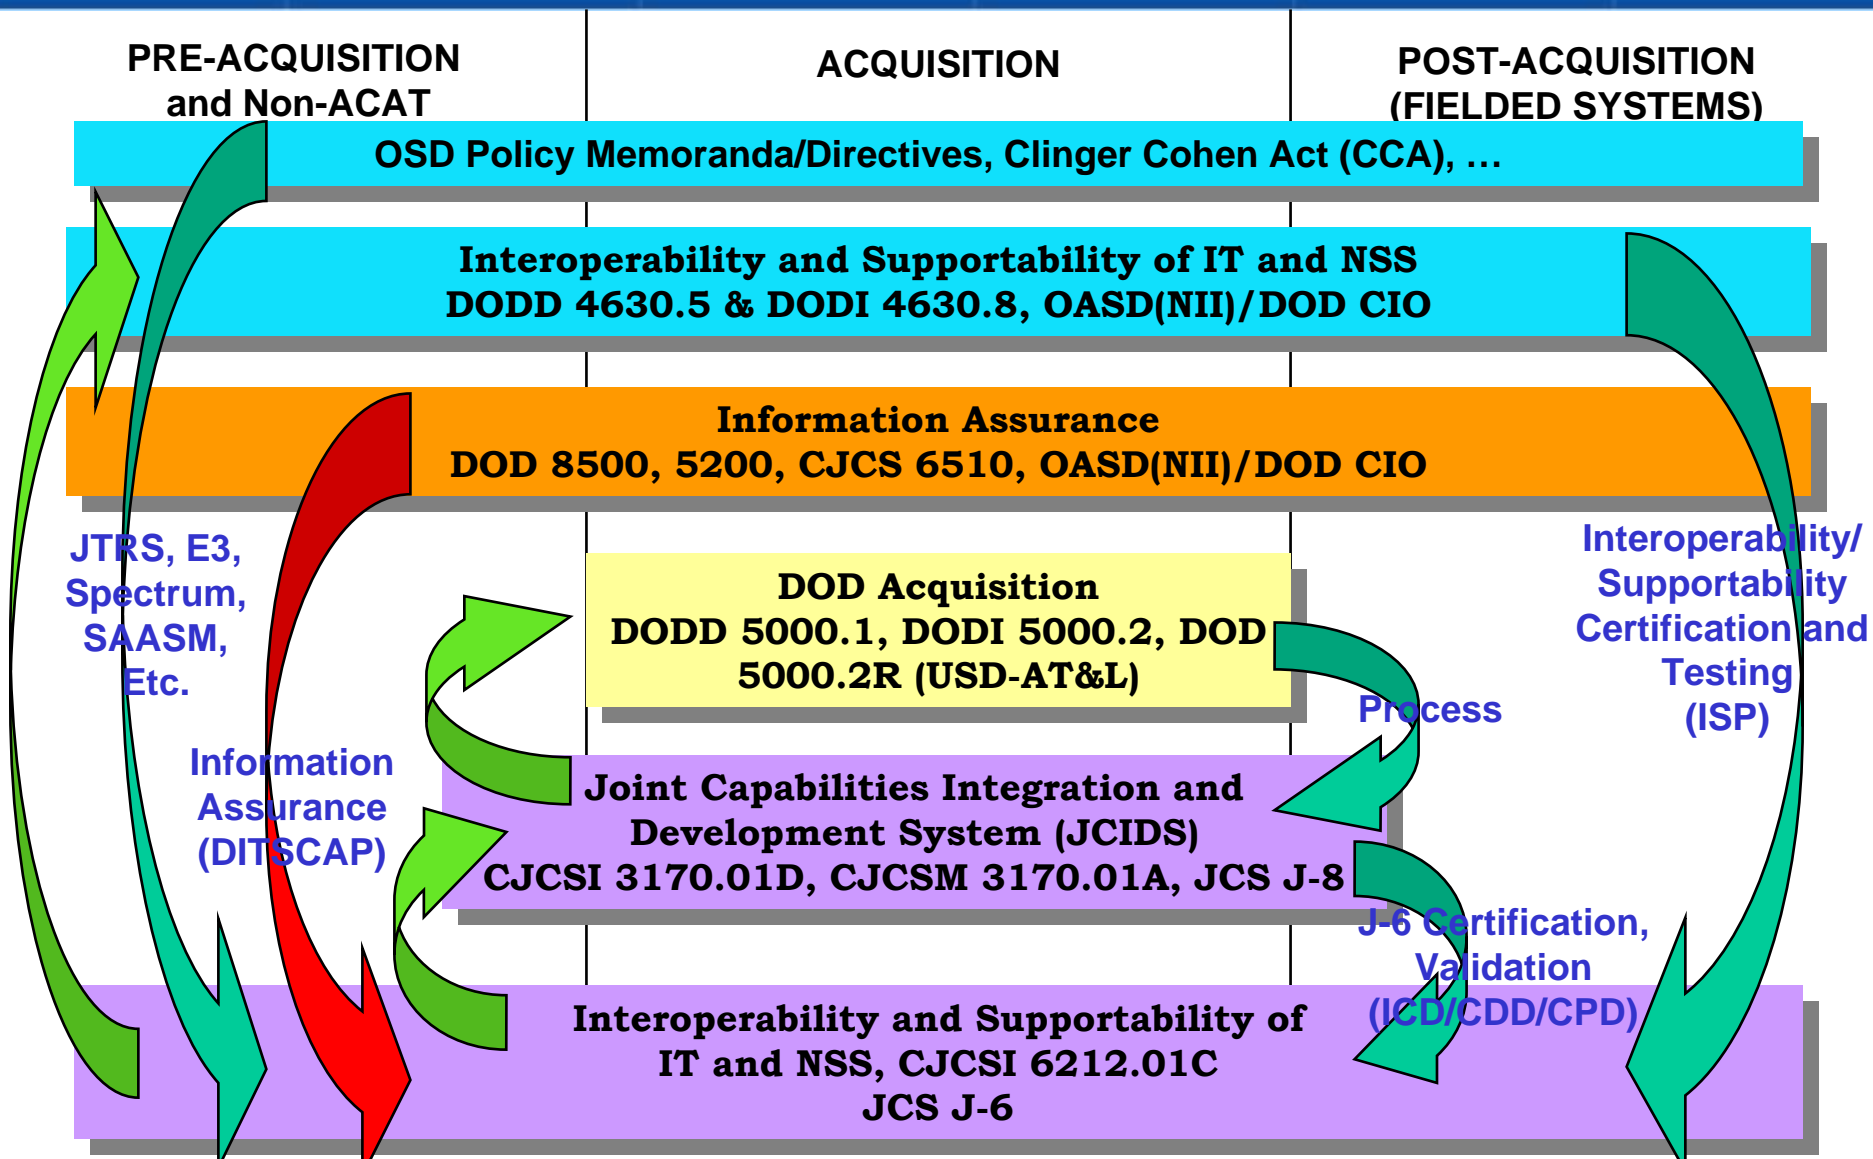 PRE-ACQUISITION
and Non-ACAT
ACQUISITION
POST-ACQUISITION
(FIELDED SYSTEMS)
OSD Policy Memoranda/Directives, Clinger Cohen Act (CCA), …
Interoperability and Supportability of IT and NSS
DODD 4630.5 & DODI 4630.8, OASD(NII)/DOD CIO
Information Assurance
DOD 8500, 5200, CJCS 6510, OASD(NII)/DOD CIO
JTRS, E3,
Spectrum,
SAASM,
Etc.
DOD Acquisition
DODD 5000.1, DODI 5000.2, DOD
5000.2R (USD-AT&L)
Interoperability/
Supportability
Certification and
Testing
(ISP)
Process
Information
Assurance
(DITSCAP)
Joint Capabilities Integration and
Development System (JCIDS)
CJCSI 3170.01D, CJCSM 3170.01A, JCS J-8
J-6 Certification,
Validation
(ICD/CDD/CPD)
Interoperability and Supportability of
IT and NSS, CJCSI 6212.01C
JCS J-6